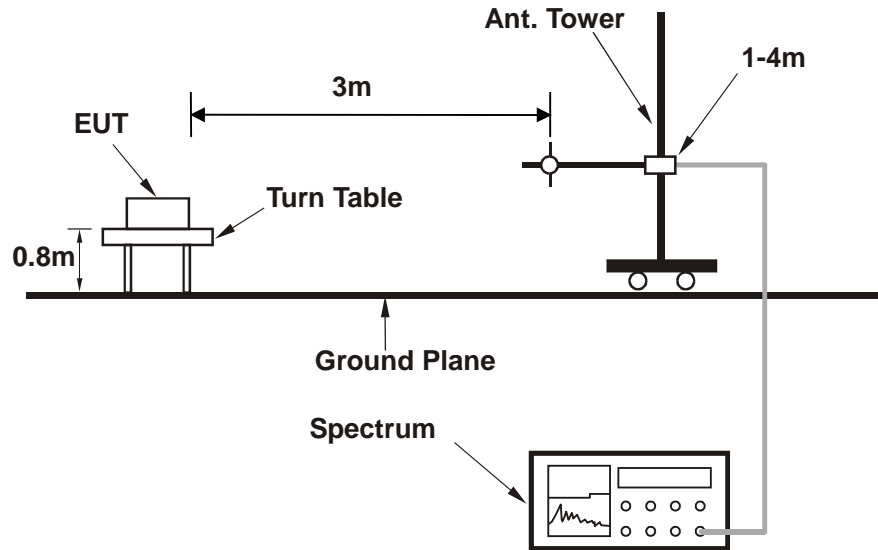 Ant. Tower
1-4m
3m
EUT
Turn Table
0.8m
Ground Plane
Spectrum